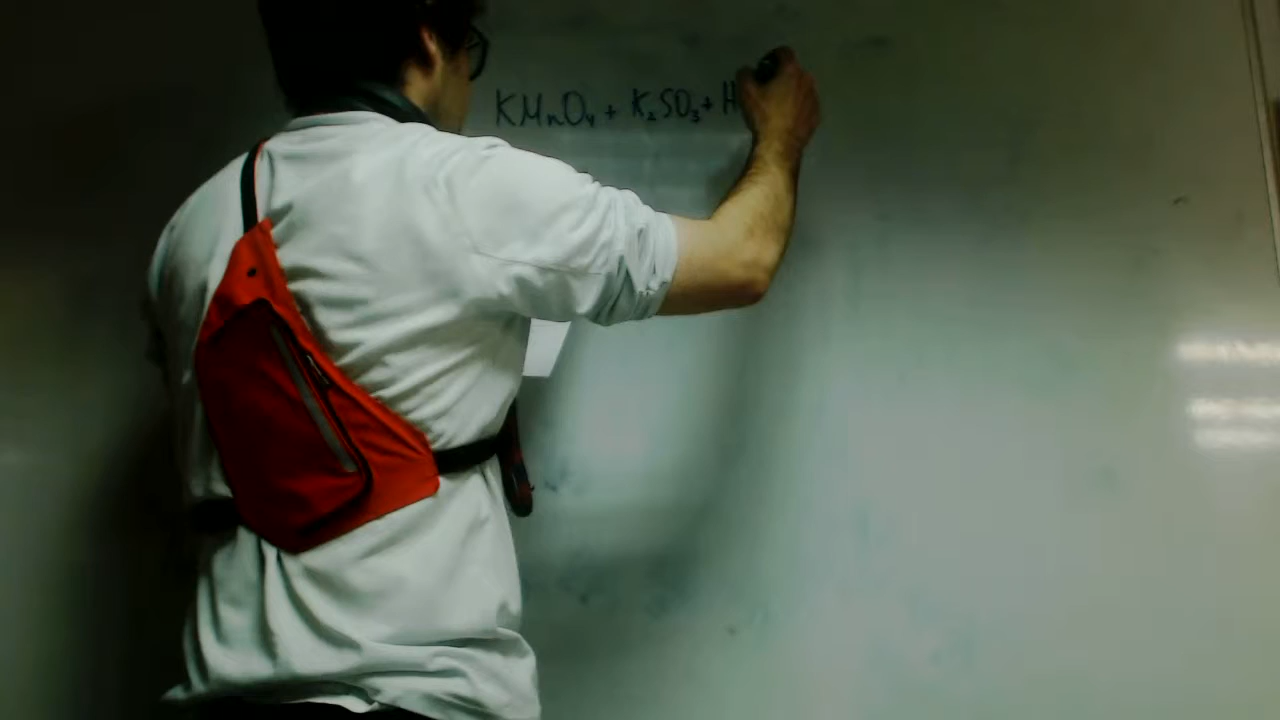 KMnO₄ + K₂SO₃ + H